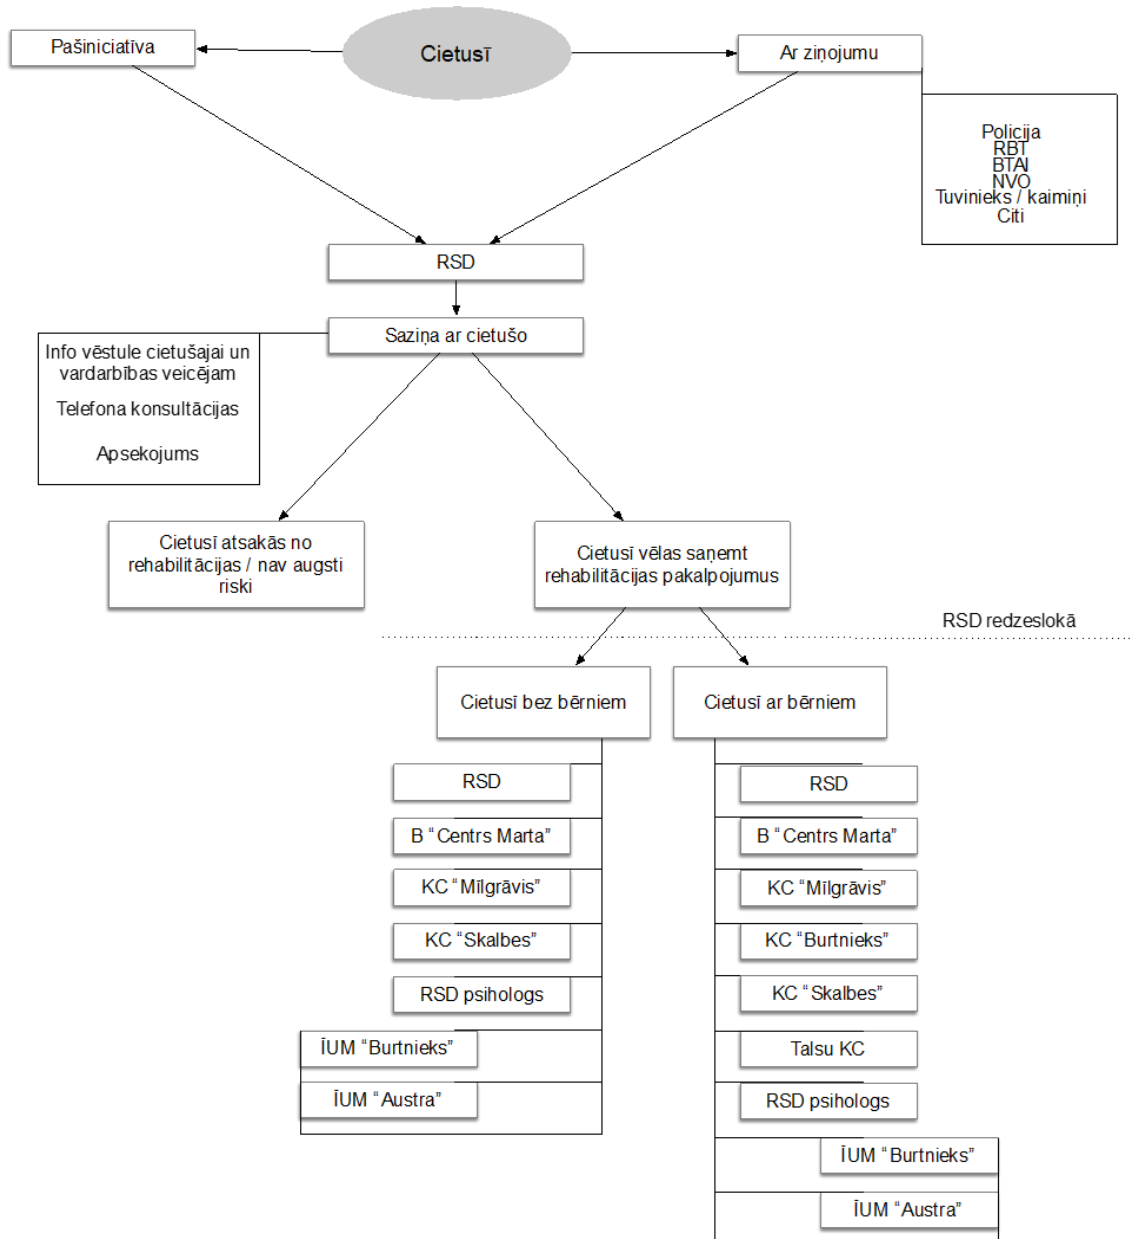 Cietusī
Pašiniciatīva
Ar ziņojumu
Policija
RBT
BTAI
NVO
Tuvinieks / kaimiņi
Citi
RSD
Saziņa ar cietušo
Info vēstule cietušajai un
vardarbības veicējam
Telefona konsultācijas
Apsekojums
Cietusī atsakās no
rehabilitācijas / nav augsti
riski
Cietusī vēlas saņemt
rehabilitācijas pakalpojumus
RSD redzeslokā
Cietusī bez bērniem
RSD
B “Centrs Marta”
KC “Mīlgrāvis”
KC “Skalbes”
RSD psihologs
ĪUM “Burtnieks”
ĪUM “Austra”
Cietusī ar bērniem
RSD
B “Centrs Marta”
KC “Mīlgrāvis”
KC “Burtnieks”
KC “Skalbes”
Talsu KC
RSD psihologs
ĪUM “Burtnieks”
ĪUM “Austra”